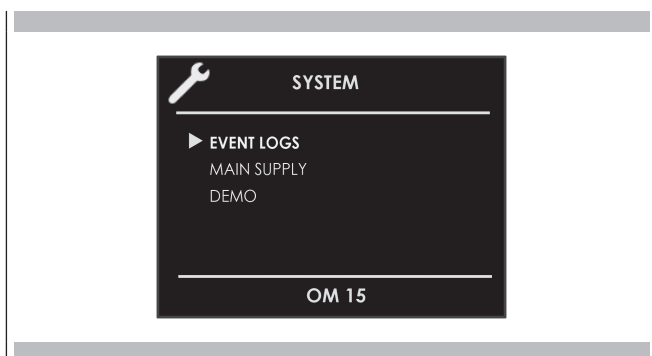 SYSTEM
EVENT LOGS
MAIN SUPPLY
DEMO
OM 15